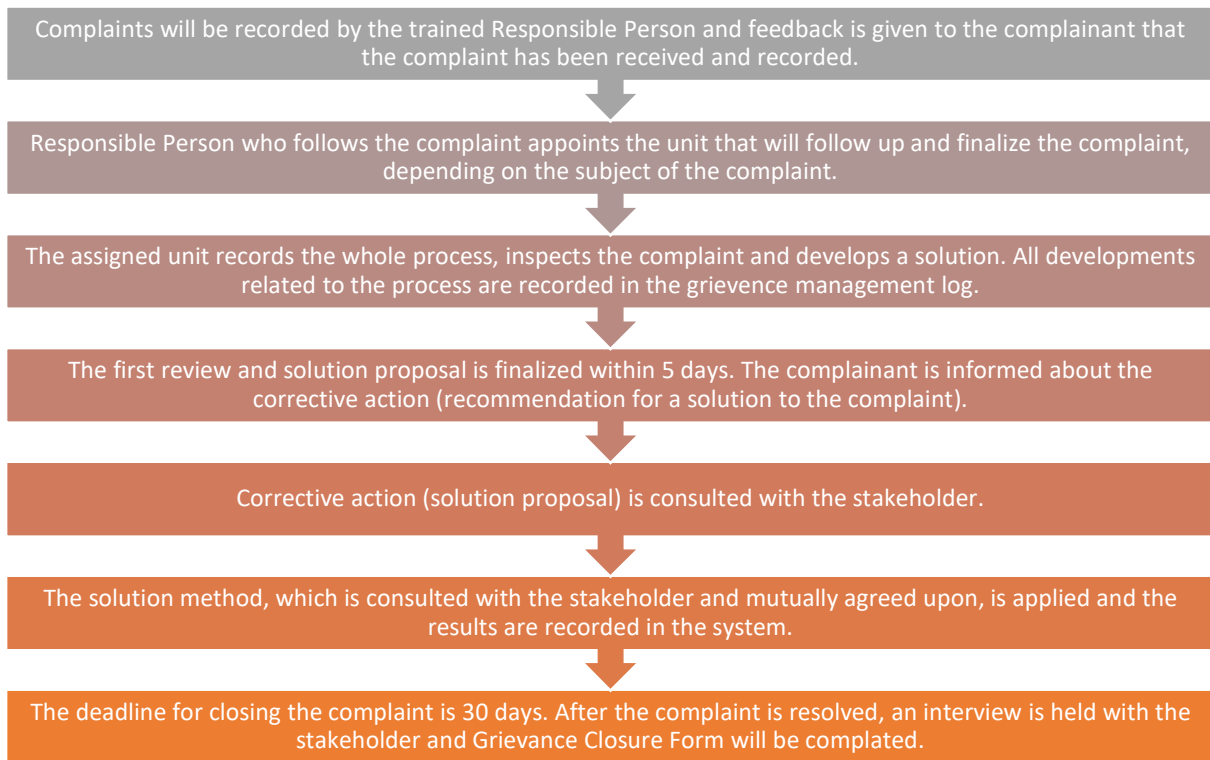 Complaints will be recorded by the trained Responsible Person and feedback is given to the complainant that
the complaint has been received and recorded.
Responsible Person who follows the complaint appoints the unit that will follow up and finalize the complaint,
depending on the subject of the complaint.
The assigned unit records the whole process, inspects the complaint and develops a solution. All developments
related to the process are recorded in the grievence management log.
The first review and solution proposal is finalized within 5 days. The complainant is informed about the
corrective action (recommendation for a solution to the complaint).
Corrective action (solution proposal) is consulted with the stakeholder.
The solution method, which is consulted with the stakeholder and mutually agreed upon, is applied and the
results are recorded in the system.
The deadline for closing the complaint is 30 days. After the complaint is resolved, an interview is held with the
stakeholder and Grievance Closure Form will be complated.